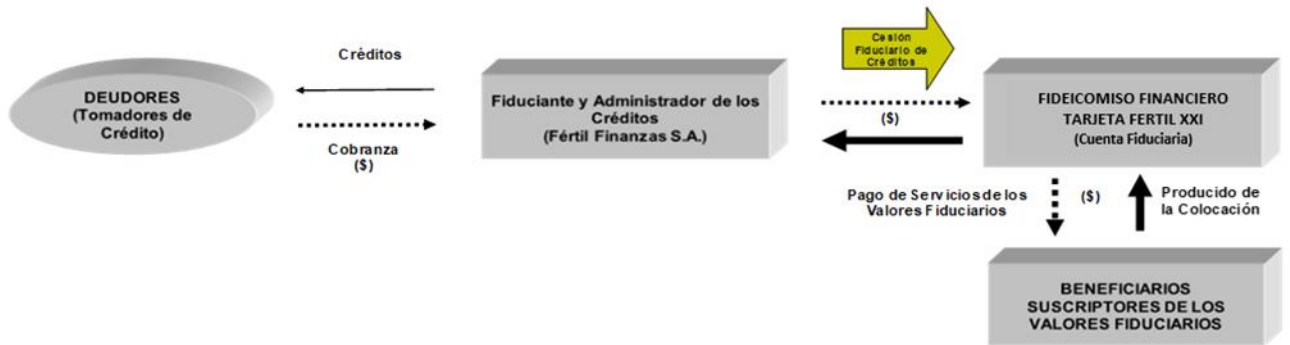 Cesión
Fiduciario de
Créditos
Créditos
DEUDORES
(Tomadores de
Crédito)
Cobranza
($)
Fiduciante y Administrador de los
Créditos
(Fértil Finanzas S.A.)
($)
FIDEICOMISO FINANCIERO
TARJETA FERTIL XXI
(Cuenta Fiduciaria)
Pago de Servicios de los
Valores Fiduciarios
($)
Producido de
la Colocación
BENEFICIARIOS
SUSCRIPTORES DE LOS
VALORES FIDUCIARIOS